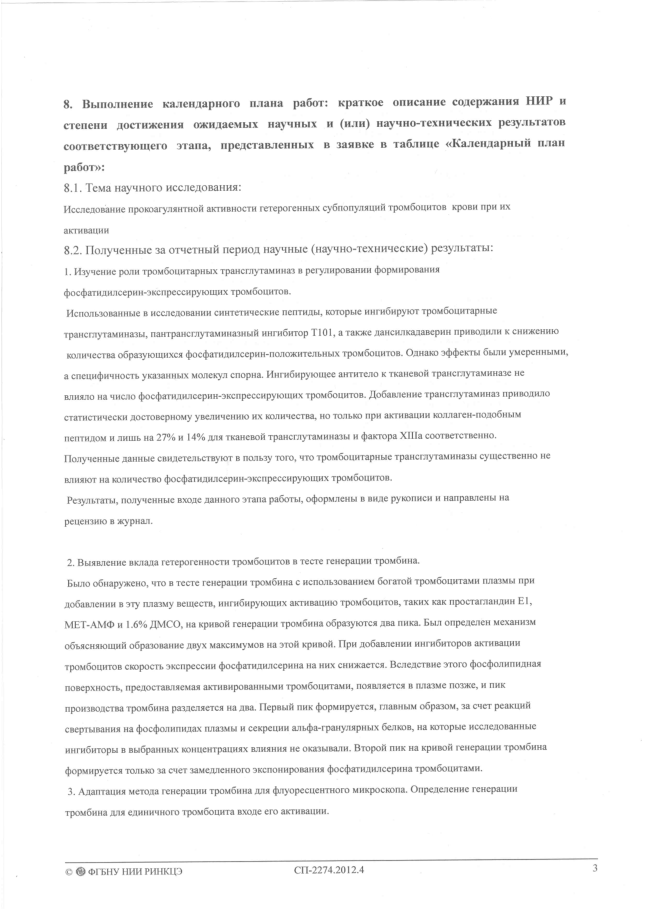 8. Выполнение календарного плана работ: краткое описание содержания НИР и
степени достижения ожидаемых научных и (или) научно-технических результатов
соответствующего этапа, представленных в заявке в таблице «Календарный план
работ»:
8.1. Тема научного исследования:
Исследование прокоагулянтной активности гетерогенных субпопуляций тромбоцитов крови при их
активации
8.2. Полученные за отчетный период научные (научно-технические) результаты:
1. Изучение роли тромбоцитарных трансглутаминаз в регулировании формирования
фосфатидилсерин-экспрессирующих тромбоцитов.
Использованные в исследовании синтетические пептиды, которые ингибируют тромбоцитарные
трансглутаминазы, пантрансглутаминазный ингибитор Т101, а также дансилкадаверин приводили к снижению
количества образующихся фосфатидилсерин-положительных тромбоцитов. Однако эффекты были умеренными,
а специфичность указанных молекул спорна. Ингибирующее антитело к тканевой трансглутаминазе не
влияло на число фосфатидилсерин-экспрессирующих тромбоцитов. Добавление трансглутаминаз приводило
статистически достоверному увеличению их количества, но только при активации коллаген-подобным
пептидом и лишь на 27% и 14% для тканевой трансглутаминазы и фактора XIIIa соответственно.
Полученные данные свидетельствуют в пользу того, что тромбоцитарные трансглутаминазы существенно не
влияют на количество фосфатидилсерин-экспрессирующих тромбоцитов.
Результаты, полученные входе данного этапа работы, оформлены в виде рукописи и направлены на
рецензию в журнал.
2. Выявление вклада гетерогенности тромбоцитов в тесте генерации тромбина.
Было обнаружено, что в тесте генерации тромбина с использованием богатой тромбоцитами плазмы при
добавлении в эту плазму веществ, ингибирующих активацию тромбоцитов, таких как простагландин Е1,
МЕТ-АМФ и 1.6% ДМСО, на кривой генерации тромбина образуются два пика. Был определен механизм
объясняющий образование двух максимумов на этой кривой. При добавлении ингибиторов активации
тромбоцитов скорость экспрессии фосфатидилсерина на них снижается. Вследствие этого фосфолипидная
поверхность, предоставляемая активированными тромбоцитами, появляется в плазме позже, и пик
производства тромбина разделяется на два. Первый пик формируется, главным образом, за счет реакций
свертывания на фосфолипидах плазмы и секреции альфа-гранулярных белков, на которые исследованные
ингибиторы в выбранных концентрациях влияния не оказывали. Второй пик на кривой генерации тромбина
формируется только за счет замедленного экспонирования фосфатидилсерина тромбоцитами.
3. Адаптация метода генерации тромбина для флуоресцентного микроскопа. Определение генерации
тромбина для единичного тромбоцита входе его активации.
© ФГБНУ НИИ РИНКЦЭ СП-2274.2012.4 3